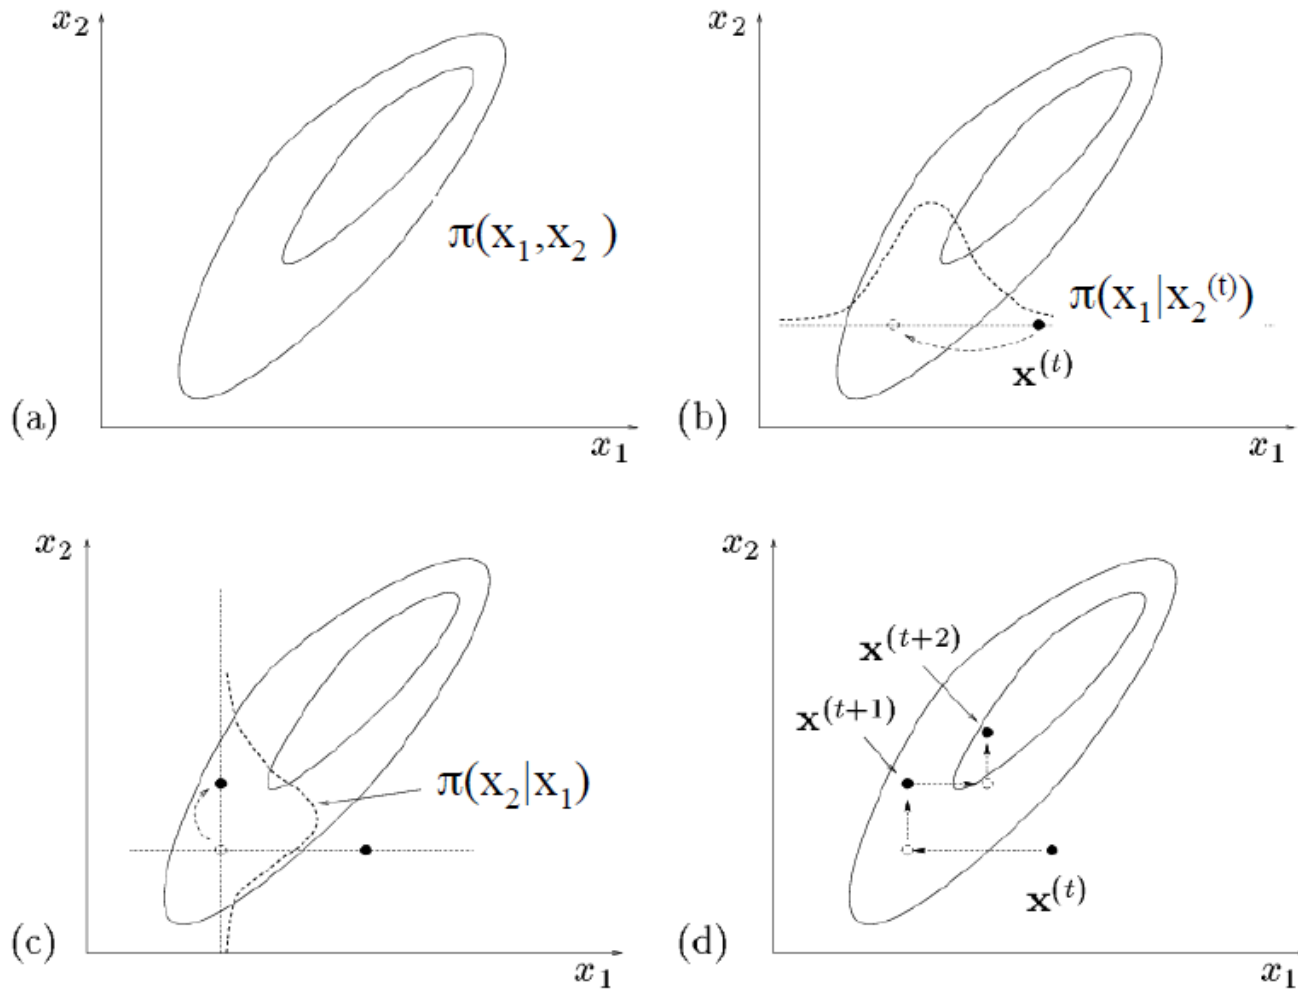 x₂
π(x₁,x₂ )
(a)
x₁
x₂
π(x₁|x₂⁽ᵗ⁾)
x⁽ᵗ⁾
(b)
x₁
x₂
π(x₂|x₁)
(c)
x₁
x₂
x⁽ᵗ⁺²⁾
x⁽ᵗ⁺¹⁾
x⁽ᵗ⁾
(d)
x₁